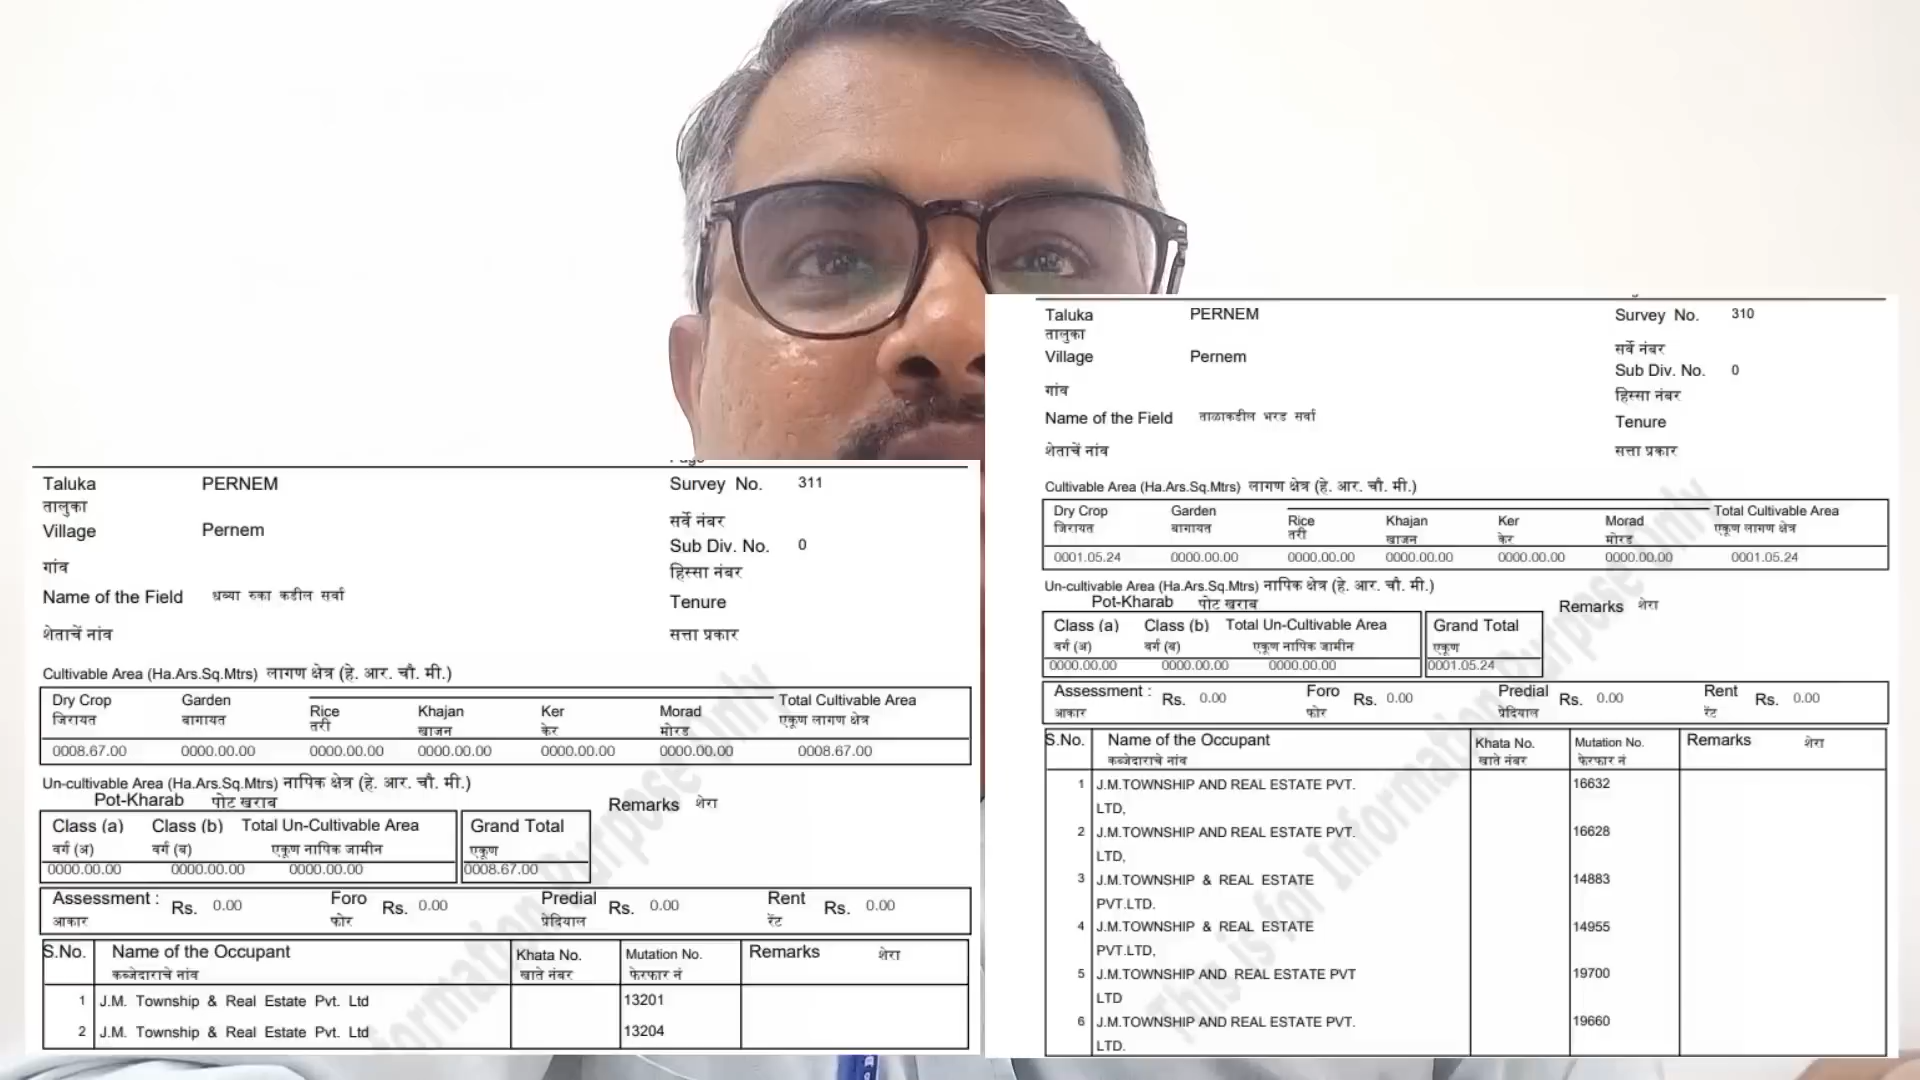 Taluka PERNEM Survey No. 311
तालुका
सर्वे नंबर
Village Pernem
Sub Div. No. 0
गांव
हिस्सा नंबर
Name of the Field धब्या रुका कडील सर्वा
Tenure
शेताचें नांव सत्ता प्रकार
Cultivable Area (Ha.Ars.Sq.Mtrs) लागण क्षेत्र (हे. आर. चौ. मी.)
Dry Crop Garden Rice Khajan Ker Morad Total Cultivable Area
जिरायत बागायत तरी खाजन केर मोरड एकूण लागण क्षेत्र
0008.67.00 0000.00.00 0000.00.00 0000.00.00 0000.00.00 0000.00.00 0008.67.00
Un-cultivable Area (Ha.Ars.Sq.Mtrs) नापिक क्षेत्र (हे. आर. चौ. मी.)
Pot-Kharab पोट खराब Remarks शेरा
Class (a) Class (b) Total Un-Cultivable Area Grand Total
वर्ग (अ) वर्ग (ब) एकूण नापिक जामीन एकूण
0000.00.00 0000.00.00 0000.00.00 0008.67.00
Assessment : Rs. 0.00 Foro Rs. 0.00 Predial Rs. 0.00 Rent Rs. 0.00
आकार फोर प्रेदियाल रेंट
S.No. Name of the Occupant Khata No. Mutation No. Remarks शेरा
कब्जेदाराचे नांव खाते नंबर फेरफार नं
1 J.M. Township & Real Estate Pvt. Ltd 13201
2 J.M. Township & Real Estate Pvt. Ltd 13204
Taluka PERNEM Survey No. 310
तालुका
सर्वे नंबर
Village Pernem
Sub Div. No. 0
गांव
हिस्सा नंबर
Name of the Field ताळाकडील भरड सर्वा
Tenure
शेताचें नांव सत्ता प्रकार
Cultivable Area (Ha.Ars.Sq.Mtrs) लागण क्षेत्र (हे. आर. चौ. मी.)
Dry Crop Garden Rice Khajan Ker Morad Total Cultivable Area
जिरायत बागायत तरी खाजन केर मोरड एकूण लागण क्षेत्र
0001.05.24 0000.00.00 0000.00.00 0000.00.00 0000.00.00 0000.00.00 0001.05.24
Un-cultivable Area (Ha.Ars.Sq.Mtrs) नापिक क्षेत्र (हे. आर. चौ. मी.)
Pot-Kharab पोट खराब Remarks शेरा
Class (a) Class (b) Total Un-Cultivable Area Grand Total
वर्ग (अ) वर्ग (ब) एकूण नापिक जामीन एकूण
0000.00.00 0000.00.00 0000.00.00 0001.05.24
Assessment : Rs. 0.00 Foro Rs. 0.00 Predial Rs. 0.00 Rent Rs. 0.00
आकार फोर प्रेदियाल रेंट
S.No. Name of the Occupant Khata No. Mutation No. Remarks शेरा
कब्जेदाराचे नांव खाते नंबर फेरफार नं
1 J.M.TOWNSHIP AND REAL ESTATE PVT. 16632
LTD,
2 J.M.TOWNSHIP AND REAL ESTATE PVT. 16628
LTD,
3 J.M.TOWNSHIP & REAL ESTATE 14883
PVT.LTD.
4 J.M.TOWNSHIP & REAL ESTATE 14955
PVT.LTD,
5 J.M.TOWNSHIP AND REAL ESTATE PVT 19700
LTD
6 J.M.TOWNSHIP AND REAL ESTATE PVT. 19660
LTD.
This is for Information Purpose Only